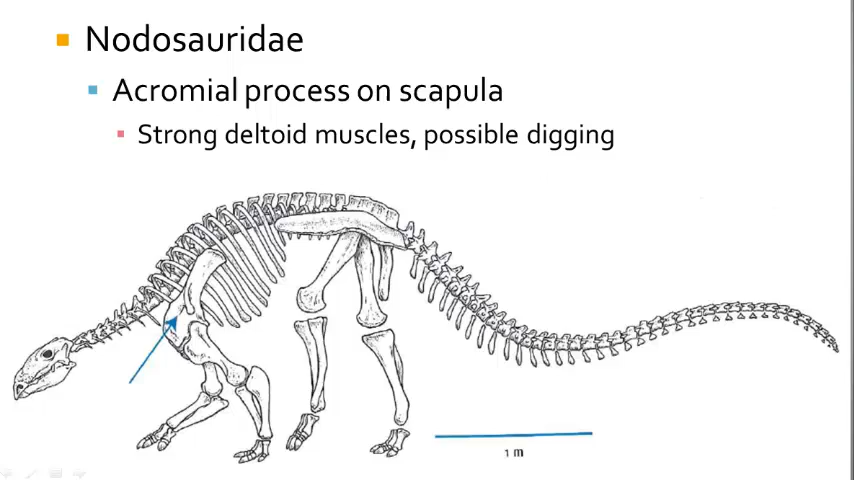 Nodosauridae
Acromial process on scapula
Strong deltoid muscles, possible digging
1 m